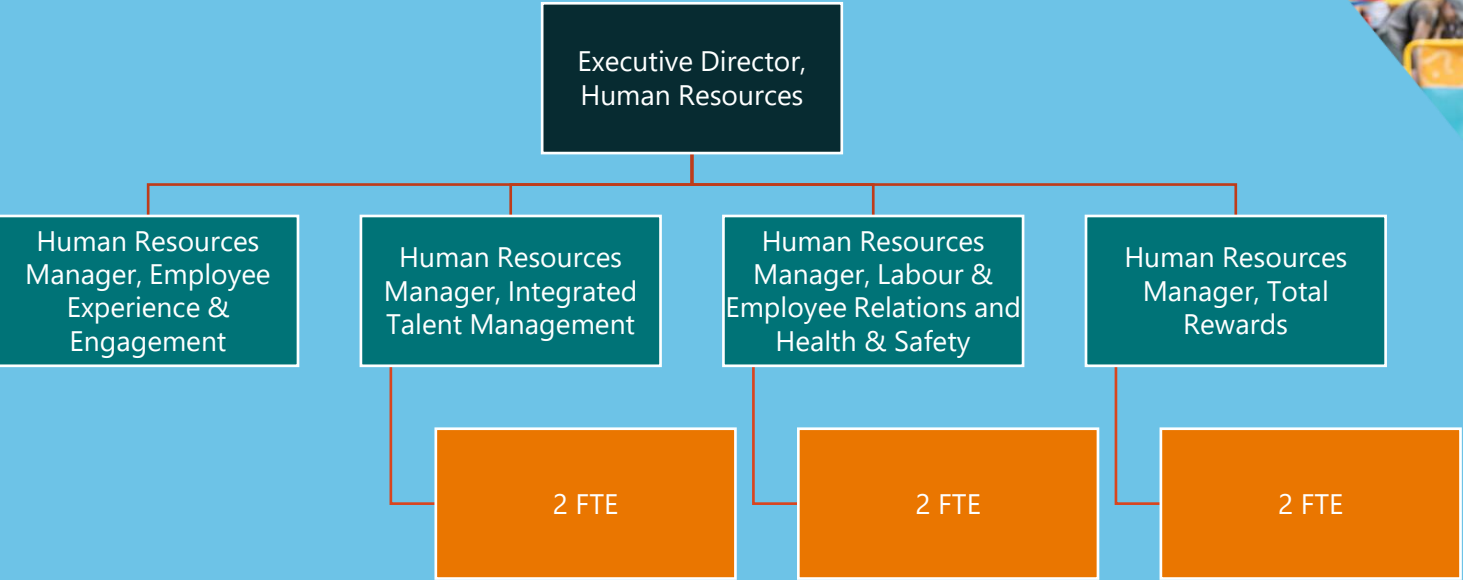 Executive Director,
Human Resources
Human Resources
Manager, Employee
Experience &
Engagement
Human Resources
Manager, Integrated
Talent Management
Human Resources
Manager, Labour &
Employee Relations and
Health & Safety
Human Resources
Manager, Total
Rewards
2 FTE
2 FTE
2 FTE